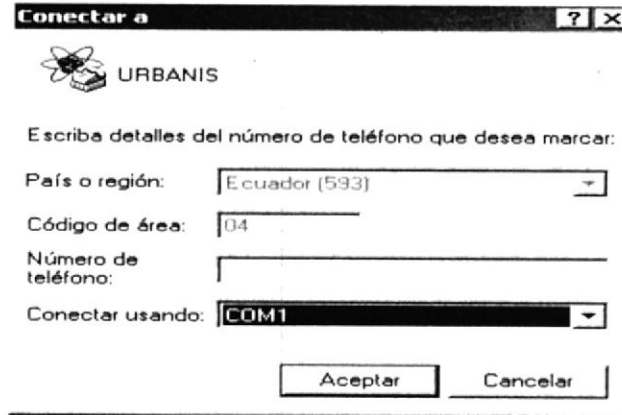 Conectar a
URBANIS
Escriba detalles del número de teléfono que desea marcar:
País o región: Ecuador (593)
Código de área: 04
Número de
teléfono:
Conectar usando: COM1
Aceptar Cancelar